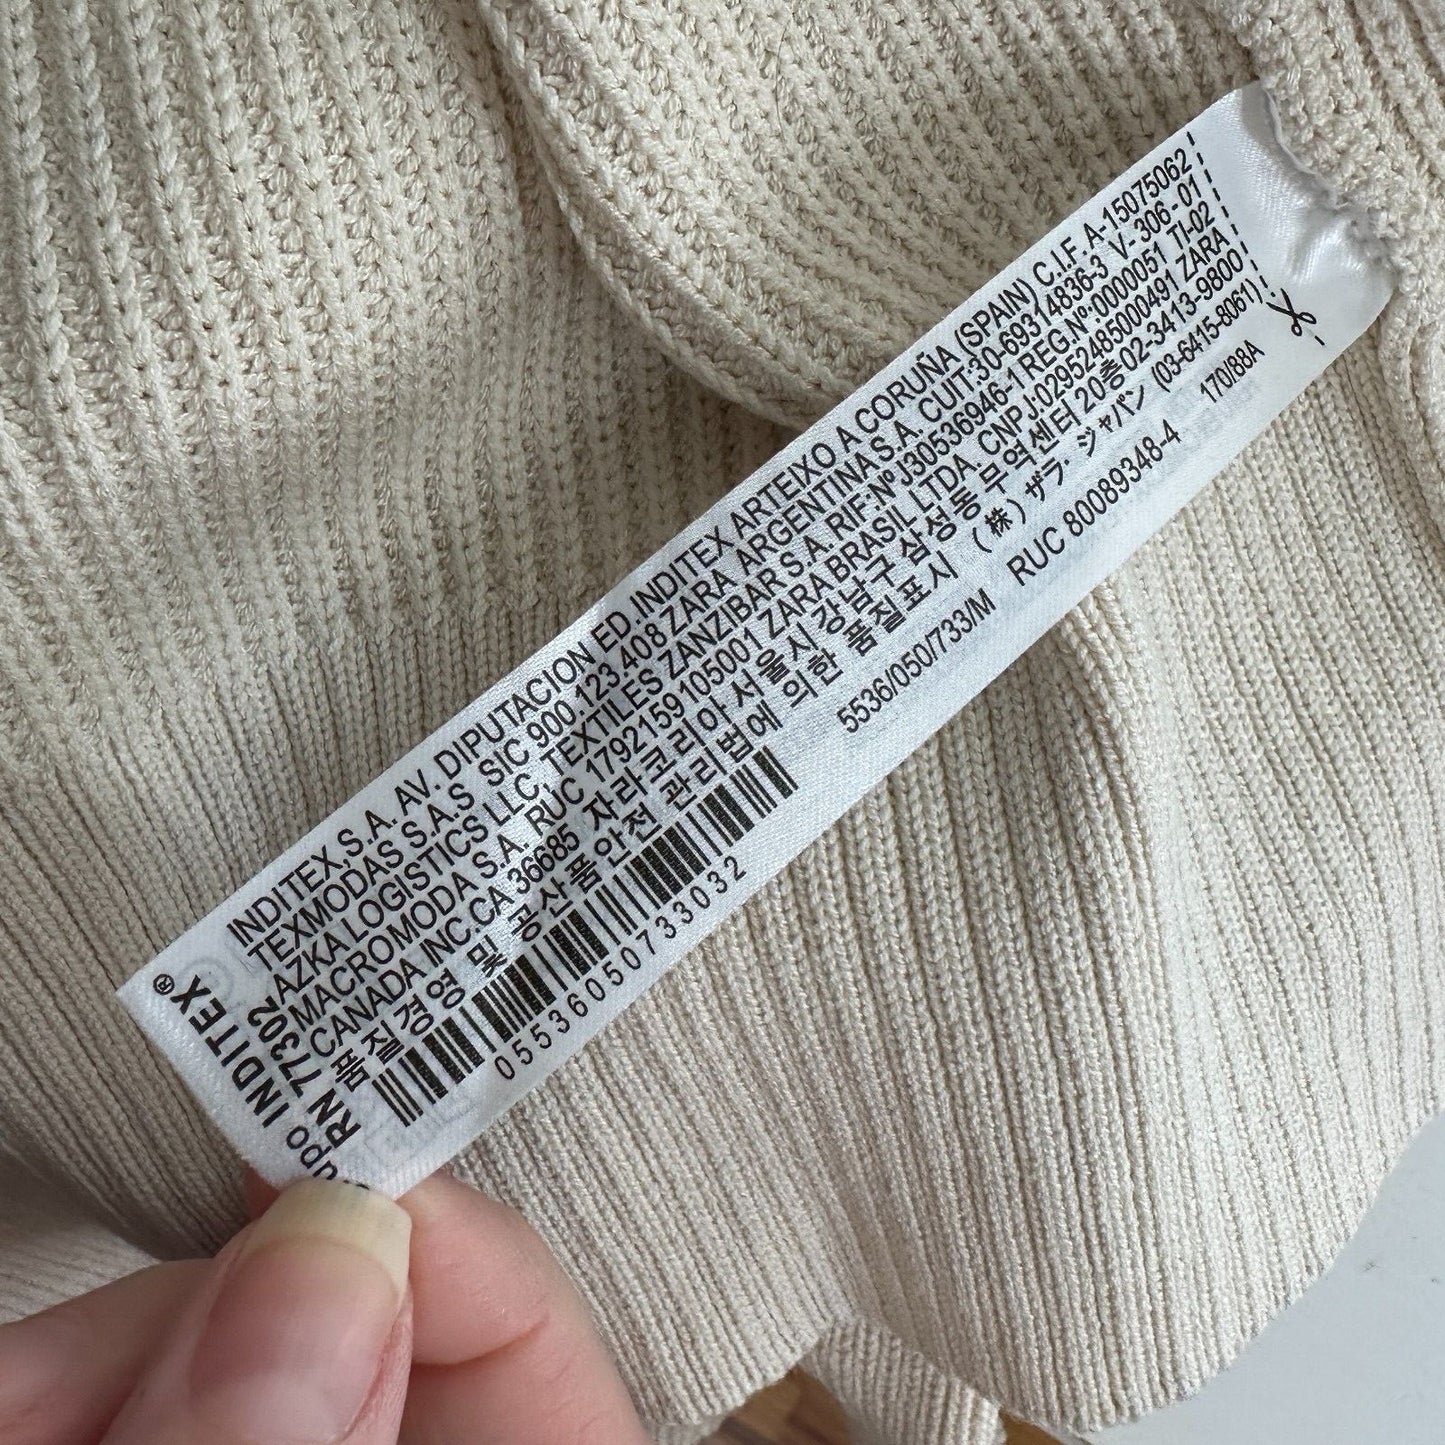 INDITEX®
RN 77302
INDITEX,S.A. AV. DIPUTACION ED.INDITEX ARTEIXO A CORUÑA (SPAIN) C.I.F. A-15075062
TEXMODAS S.A.S SIC 900.123.408 ZARA ARGENTINA S.A. CUIT:30-69314836-3 V-306-01
AZKA LOGISTICS LLC, TEXTILES ZANZIBAR S.A RIF:NºJ30536946-1 REG.Nº:0000051 TI-02
MACROMODA S.A. RUC 1792159105001 ZARA BRASIL LTDA. CNPJ:02952485000491 ZARA
CANADA INC.CA 36685 자라코리아서울시강남구삼성동무역센터20층02-3413-9800
품질경영 및 공산품안전 관리법에 의한 품질표시 (株) ザラ・ジャパン (03-6415-8061)
5536/050/733/M RUC 80089348-4 170/88A
05536050733032